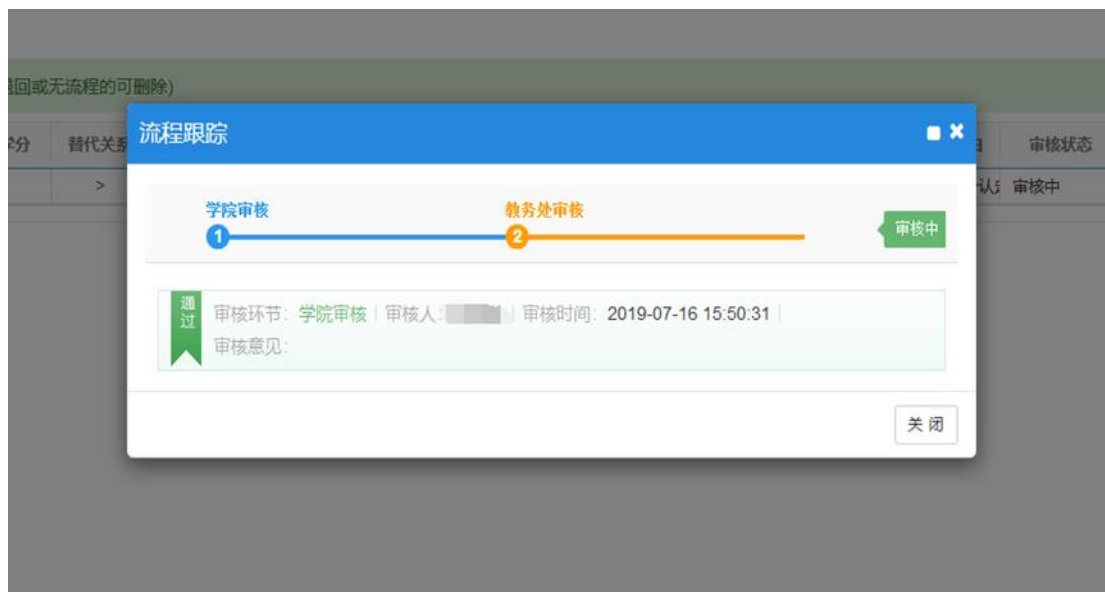 回或无流程的可删除)
学分 替代关系 审核状态
> 审核中
流程跟踪
学院审核 教务处审核
1 2
审核中
通过
审核环节：学院审核 | 审核人： | 审核时间：2019-07-16 15:50:31 |
审核意见：
关闭